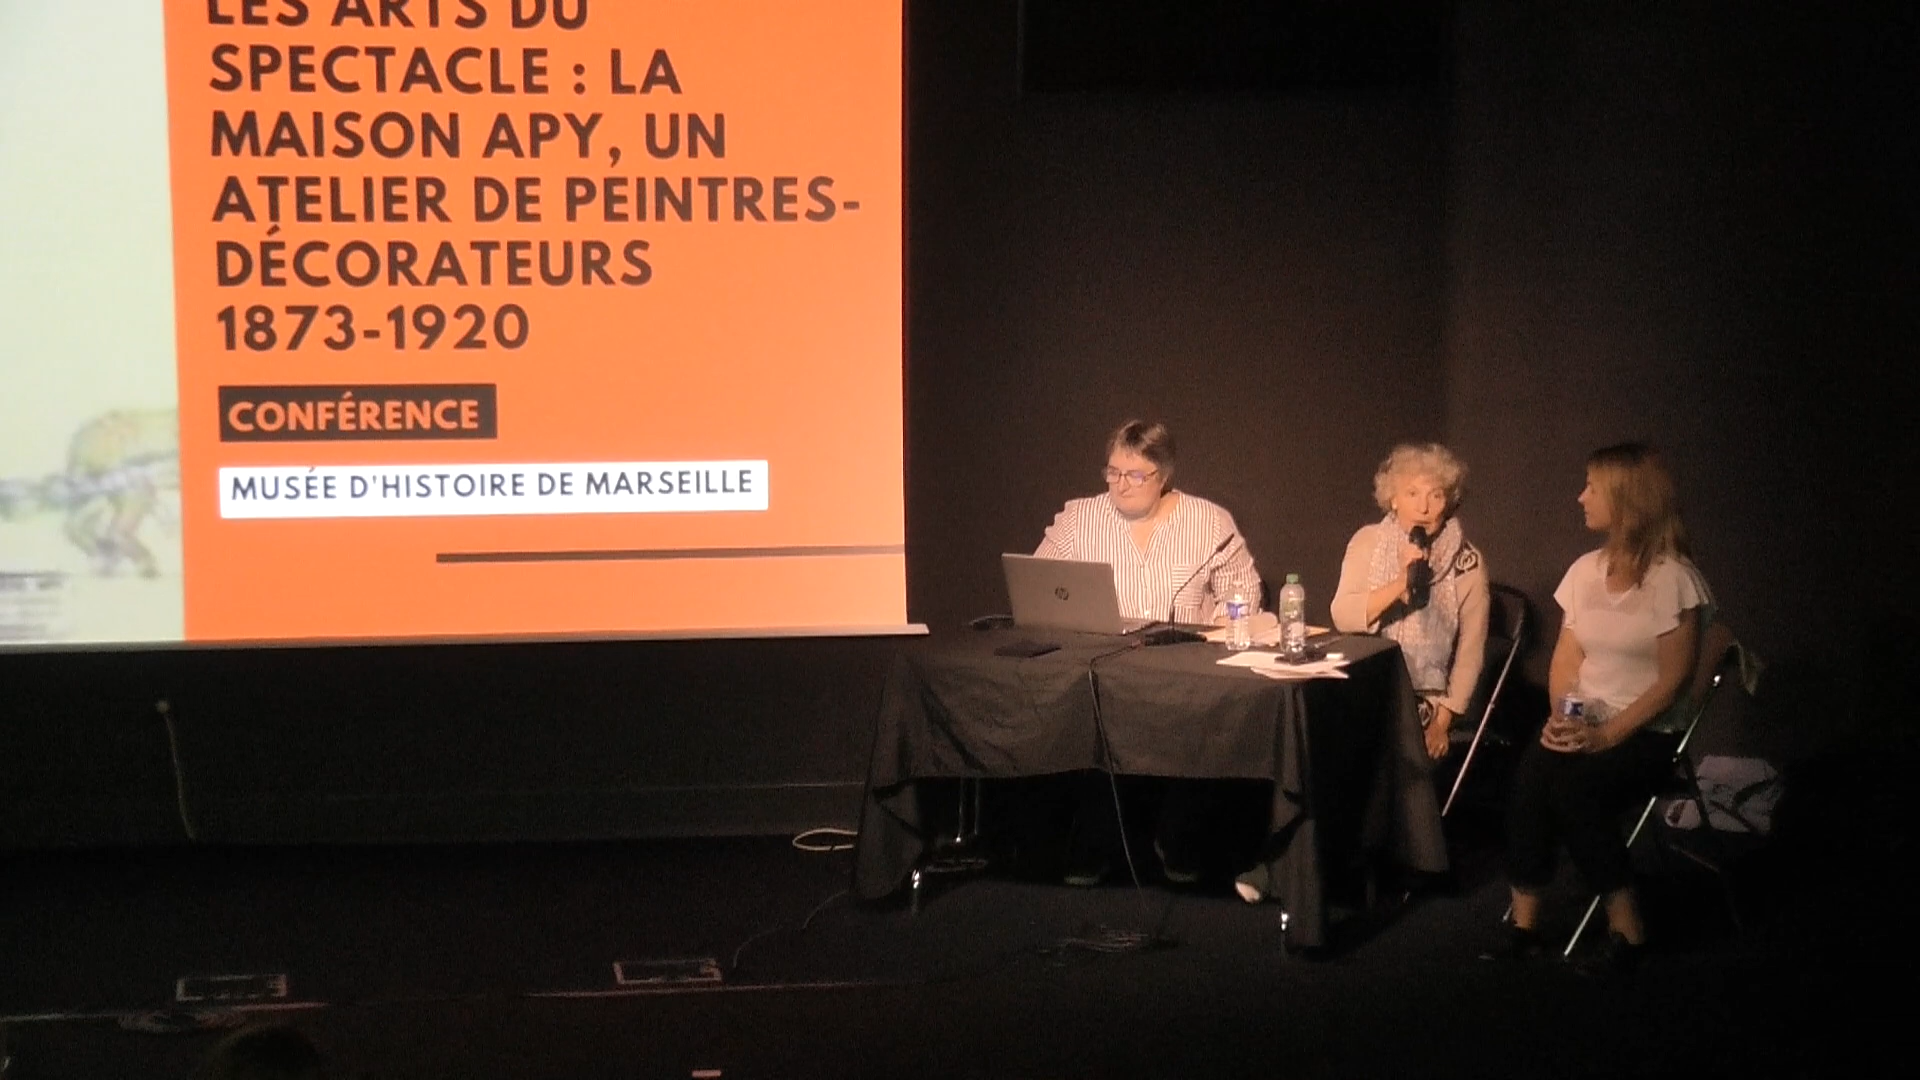 LES ARTS DU
SPECTACLE : LA
MAISON APY, UN
ATELIER DE PEINTRES-
DÉCORATEURS
1873-1920
CONFÉRENCE
MUSÉE D'HISTOIRE DE MARSEILLE
hp